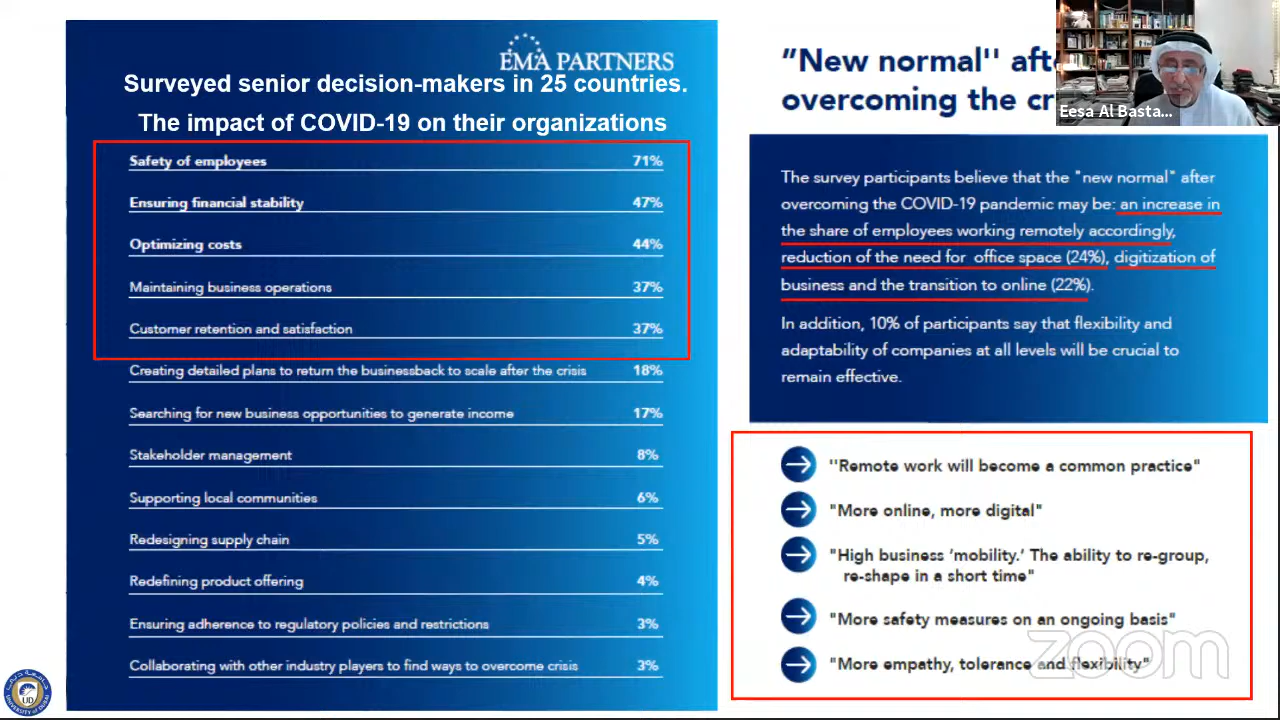 EMA PARTNERS
Surveyed senior decision-makers in 25 countries.
The impact of COVID-19 on their organizations
Safety of employees 71%
Ensuring financial stability 47%
Optimizing costs 44%
Maintaining business operations 37%
Customer retention and satisfaction 37%
Creating detailed plans to return the businessback to scale after the crisis 18%
Searching for new business opportunities to generate income 17%
Stakeholder management 8%
Supporting local communities 6%
Redesigning supply chain 5%
Redefining product offering 4%
Ensuring adherence to regulatory policies and restrictions 3%
Collaborating with other industry players to find ways to overcome crisis 3%
UD
UNIVERSITY OF DUBAI
"New normal'' aft
overcoming the cr
Eesa Al Basta...
The survey participants believe that the "new normal" after
overcoming the COVID-19 pandemic may be: an increase in
the share of employees working remotely accordingly,
reduction of the need for office space (24%), digitization of
business and the transition to online (22%).
In addition, 10% of participants say that flexibility and
adaptability of companies at all levels will be crucial to
remain effective.
''Remote work will become a common practice"
"More online, more digital"
"High business ‘mobility.’ The ability to re-group,
re-shape in a short time"
"More safety measures on an ongoing basis"
"More empathy, tolerance and flexibility"
zoom